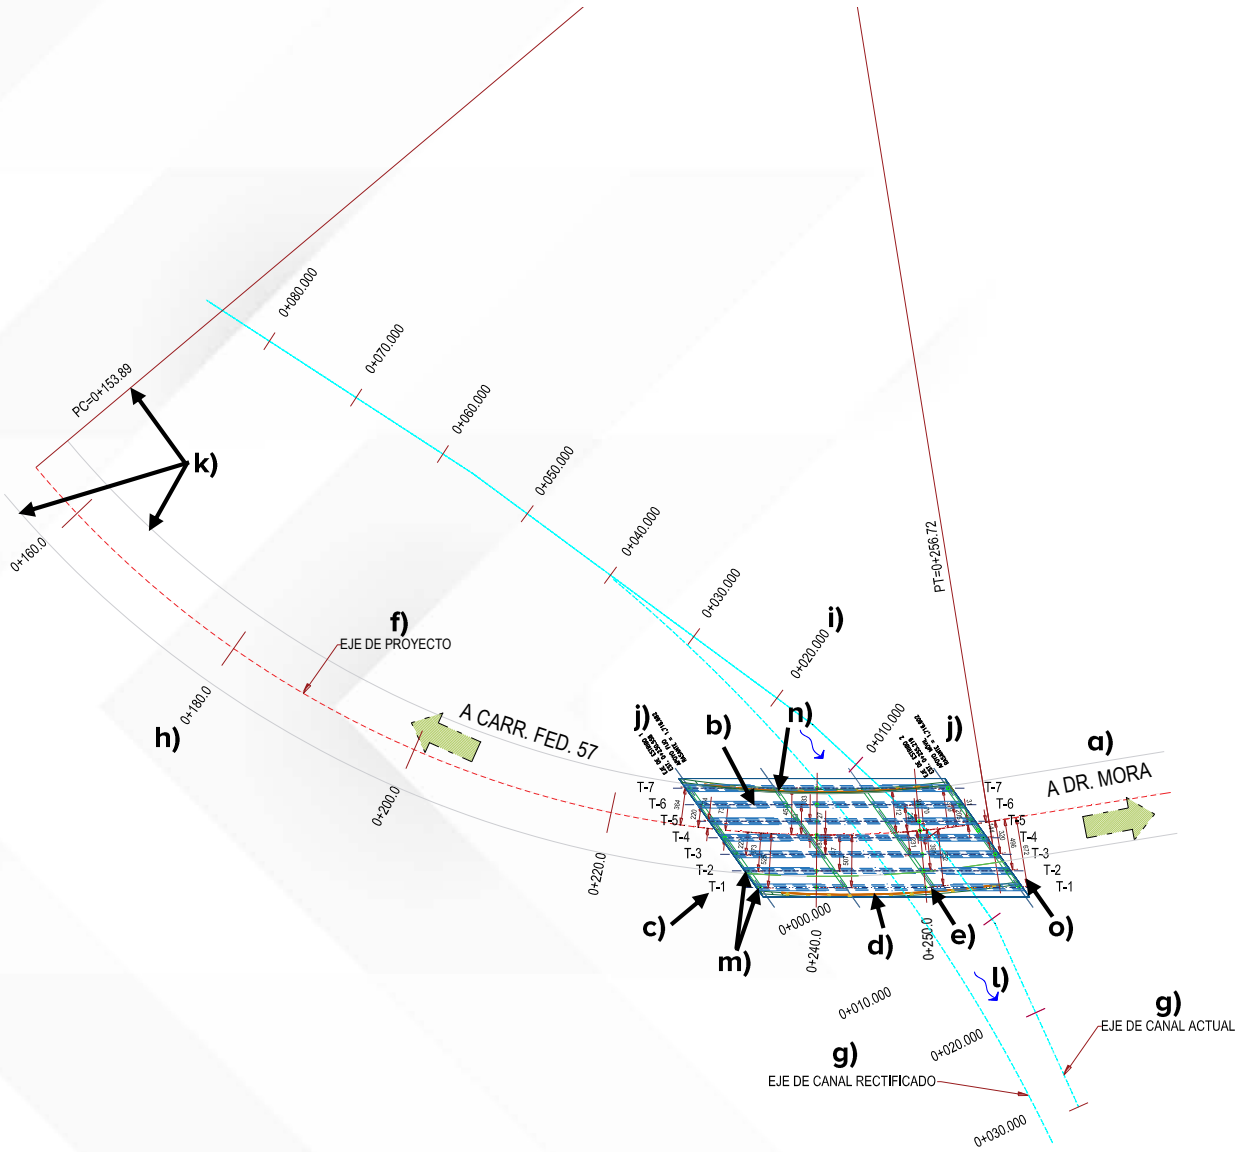 0+080.000
0+070.000
PC=0+153.89
0+060.000
k)
0+050.000
0+160.0
0+040.000
PT=0+256.72
0+030.000
f)
EJE DE PROYECTO
i)
0+020.000
0+180.0
h)
A CARR. FED. 57
j)
b)
n)
0+010.000
j)
a)
A DR. MORA
0+200.0
T-7
T-6
T-5
T-4
T-3
T-2
T-1
T-7
T-6
T-5
T-4
T-3
T-2
T-1
0+220.0
c)
m)
0+000.000
0+240.0
d)
0+250.0
e)
o)
l)
0+010.000
g)
EJE DE CANAL ACTUAL
0+020.000
g)
EJE DE CANAL RECTIFICADO
0+030.000